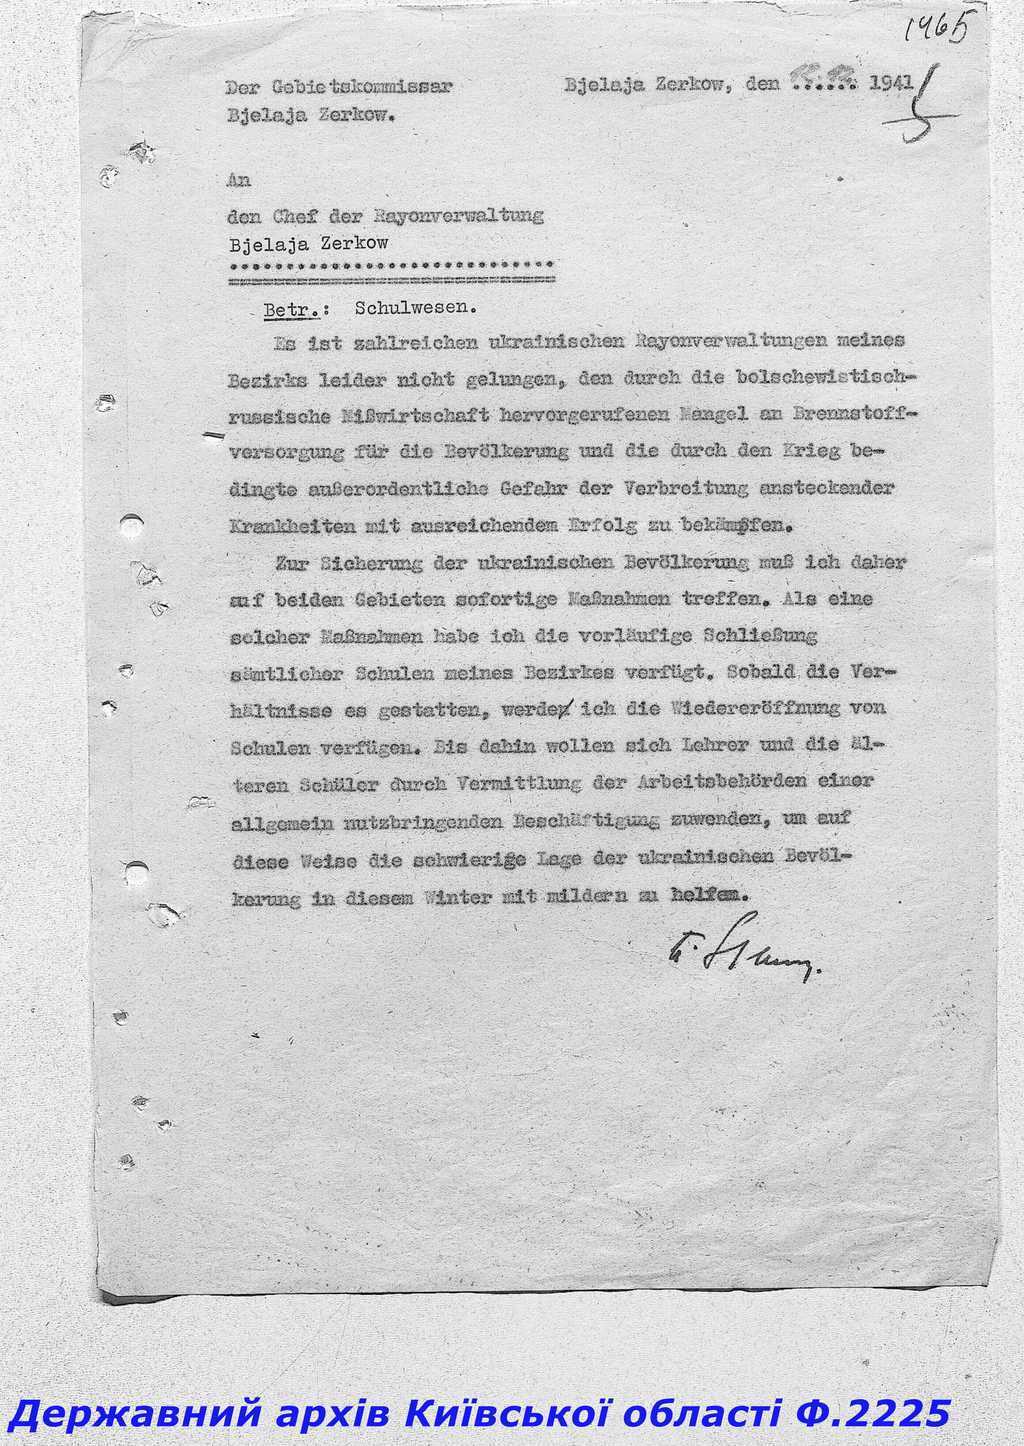 1465
Der Gebietskommissar Bjelaja Zerkow, den 1941
Bjelaja Zerkow.
5
An
den Chef der Rayonverwaltung
Bjelaja Zerkow
Betr.: Schulwesen.
Es ist zahlreichen ukrainischen Rayonverwaltungen meines
Bezirks leider nicht gelungen, den durch die bolschewistisch-
russische Mißwirtschaft hervorgerufenen Mangel an Brennstoff-
versorgung für die Bevölkerung und die durch den Krieg be-
dingte außerordentliche Gefahr der Verbreitung ansteckender
Krankheiten mit ausreichendem Erfolg zu bekämpfen.
Zur Sicherung der ukrainischen Bevölkerung muß ich daher
auf beiden Gebieten sofortige Maßnahmen treffen. Als eine
solcher Maßnahmen habe ich die vorläufige Schließung
sämtlicher Schulen meines Bezirkes verfügt. Sobald die Ver-
hältnisse es gestatten, werde ich die Wiedereröffnung von
Schulen verfügen. Bis dahin wollen sich Lehrer und die äl-
teren Schüler durch Vermittlung der Arbeitsbehörden einer
allgemein nutzbringenden Beschäftigung zuwenden, um auf
diese Weise die schwierige Lage der ukrainischen Bevöl-
kerung in diesem Winter mit mildern zu helfen.
Державний архів Київської області Ф.2225